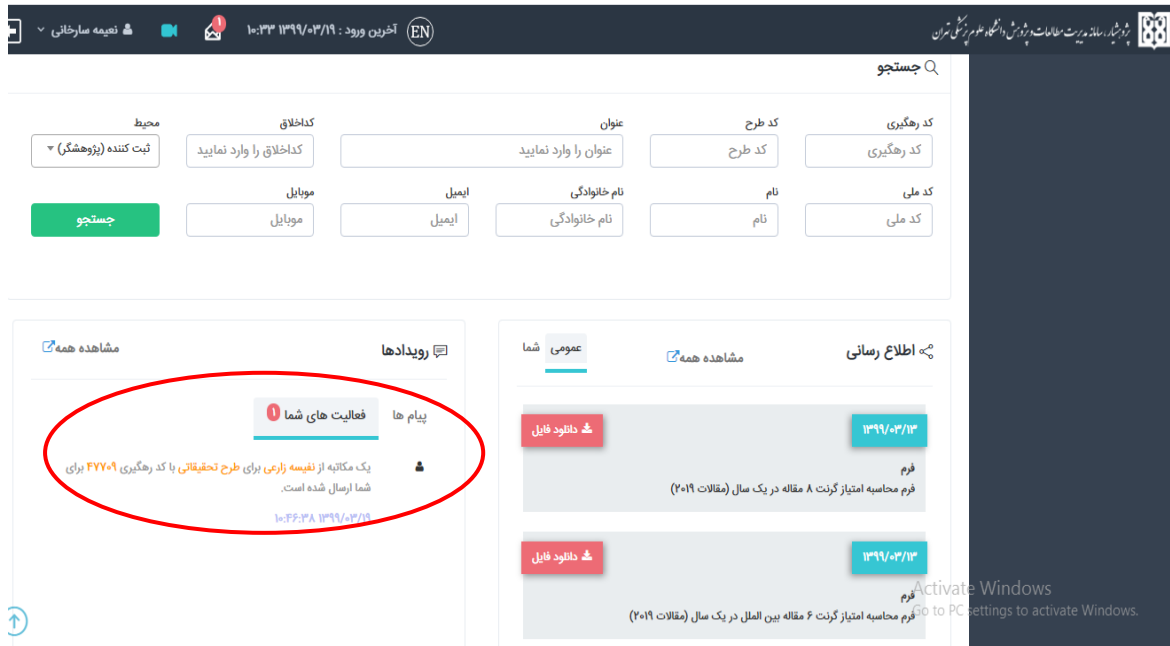 پژوهشیار، سامانه مدیریت مطالعات و پژوهش دانشگاه علوم پزشکی تهران
EN آخرین ورود : ۱۳۹۹/۰۳/۱۹ ۱۰:۳۳
۱
نعیمه سارخانی
جستجو
کد رهگیری
کد طرح
عنوان
کداخلاق
محیط
کد رهگیری
کد طرح
عنوان را وارد نمایید
کداخلاق را وارد نمایید
ثبت کننده (پژوهشگر)
کد ملی
نام
نام خانوادگی
ایمیل
موبایل
کد ملی
نام
نام خانوادگی
ایمیل
موبایل
جستجو
اطلاع رسانی
مشاهده همه
عمومی
شما
۱۳۹۹/۰۳/۱۳
دانلود فایل
فرم
فرم محاسبه امتیاز گرنت ۸ مقاله در یک سال (مقالات ۲۰۱۹)
۱۳۹۹/۰۳/۱۳
دانلود فایل
فرم
فرم محاسبه امتیاز گرنت ۶ مقاله بین الملل در یک سال (مقالات ۲۰۱۹)
رویدادها
مشاهده همه
پیام ها
فعالیت های شما ۱
یک مکاتبه از نفیسه زارعی برای طرح تحقیقاتی با کد رهگیری ۴۷۷۰۹ برای
شما ارسال شده است.
۱۳۹۹/۰۳/۱۹ ۱۰:۴۶:۳۸
Activate Windows
Go to PC settings to activate Windows.